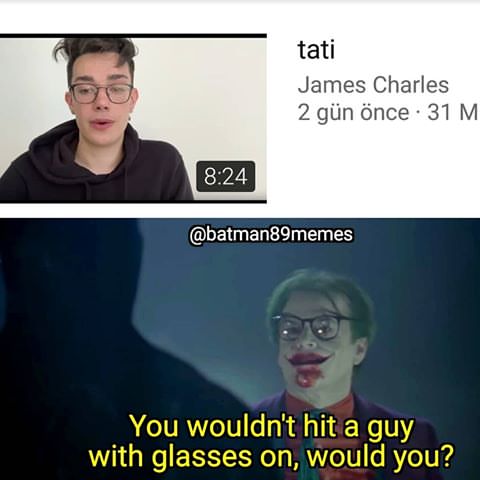 tati
James Charles
2 gün önce · 31 M
8:24
@batman89memes
You wouldn't hit a guy
with glasses on, would you?